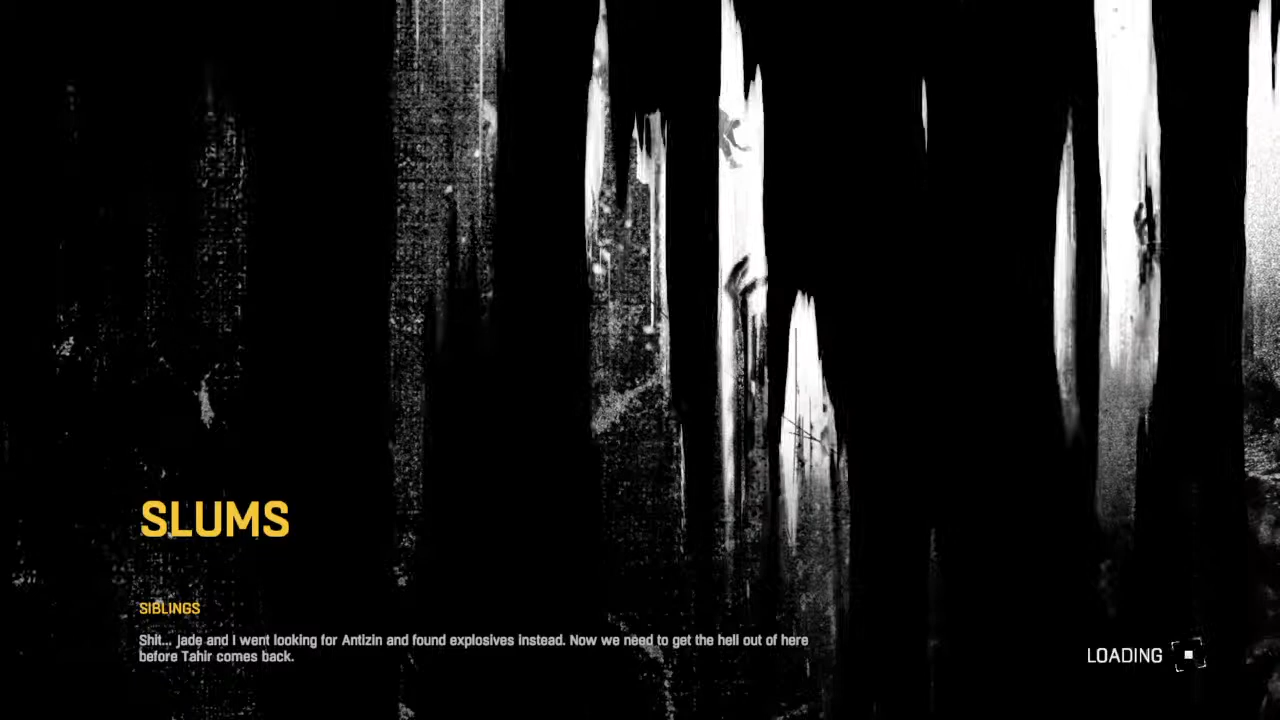 SLUMS
SIBLINGS
Shit... Jade and I went looking for Antizin and found explosives instead. Now we need to get the hell out of here
before Tahir comes back.
LOADING